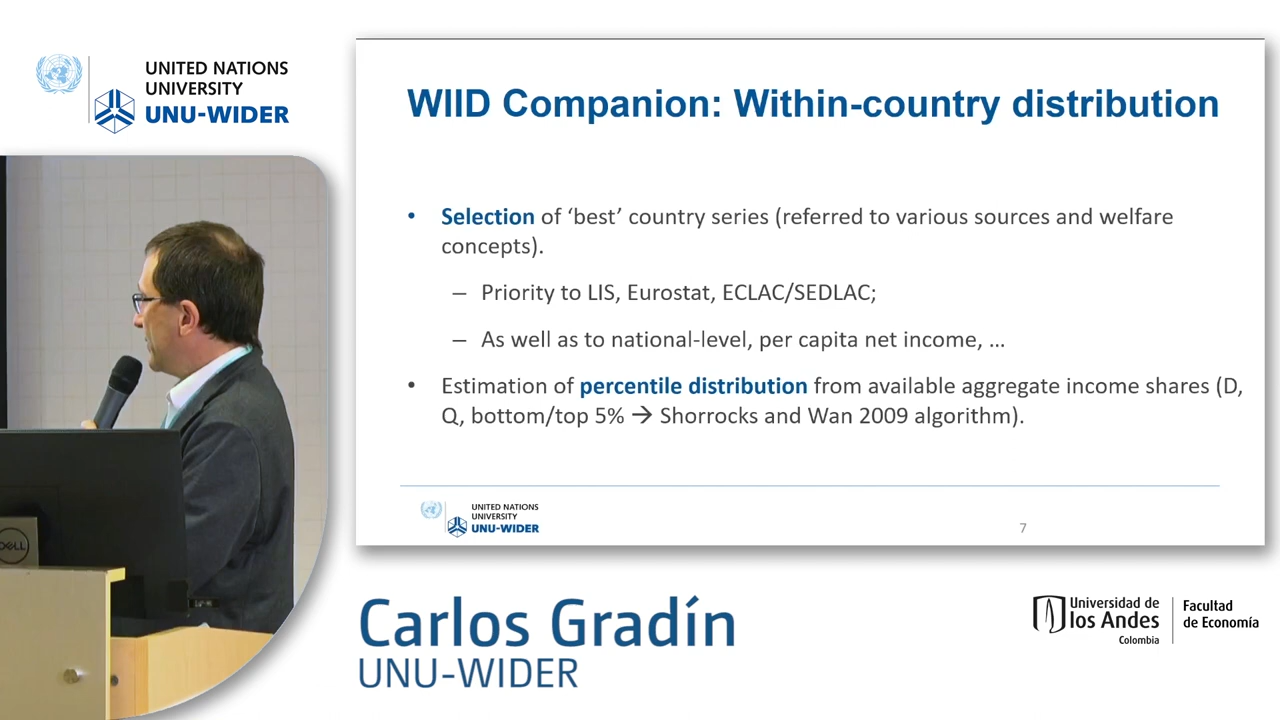 UNITED NATIONS
UNIVERSITY
UNU-WIDER
WIID Companion: Within-country distribution
• Selection of ‘best’ country series (referred to various sources and welfare
concepts).
– Priority to LIS, Eurostat, ECLAC/SEDLAC;
– As well as to national-level, per capita net income, ...
• Estimation of percentile distribution from available aggregate income shares (D,
Q, bottom/top 5% → Shorrocks and Wan 2009 algorithm).
UNITED NATIONS
UNIVERSITY
UNU-WIDER
7
DELL
Carlos Gradín
UNU-WIDER
Universidad de
los Andes
Colombia
Facultad
de Economía